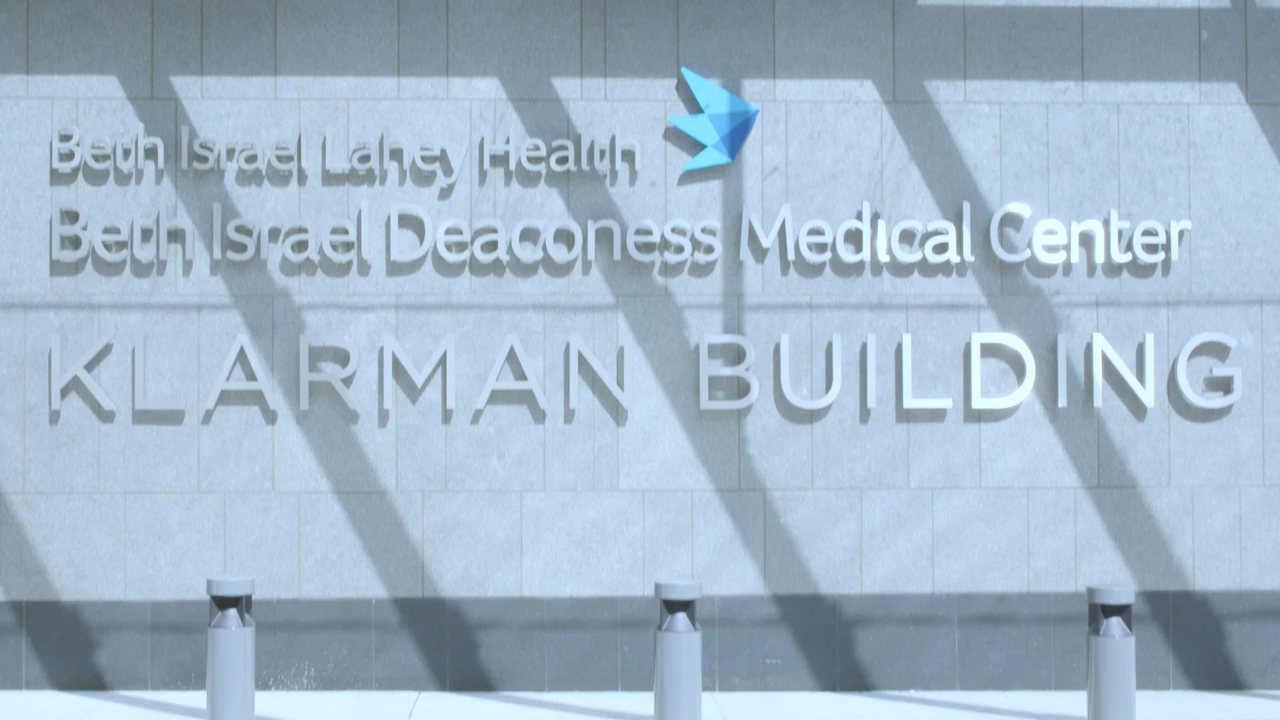 Beth Israel Lahey Health
Beth Israel Deaconess Medical Center
KLARMAN BUILDING